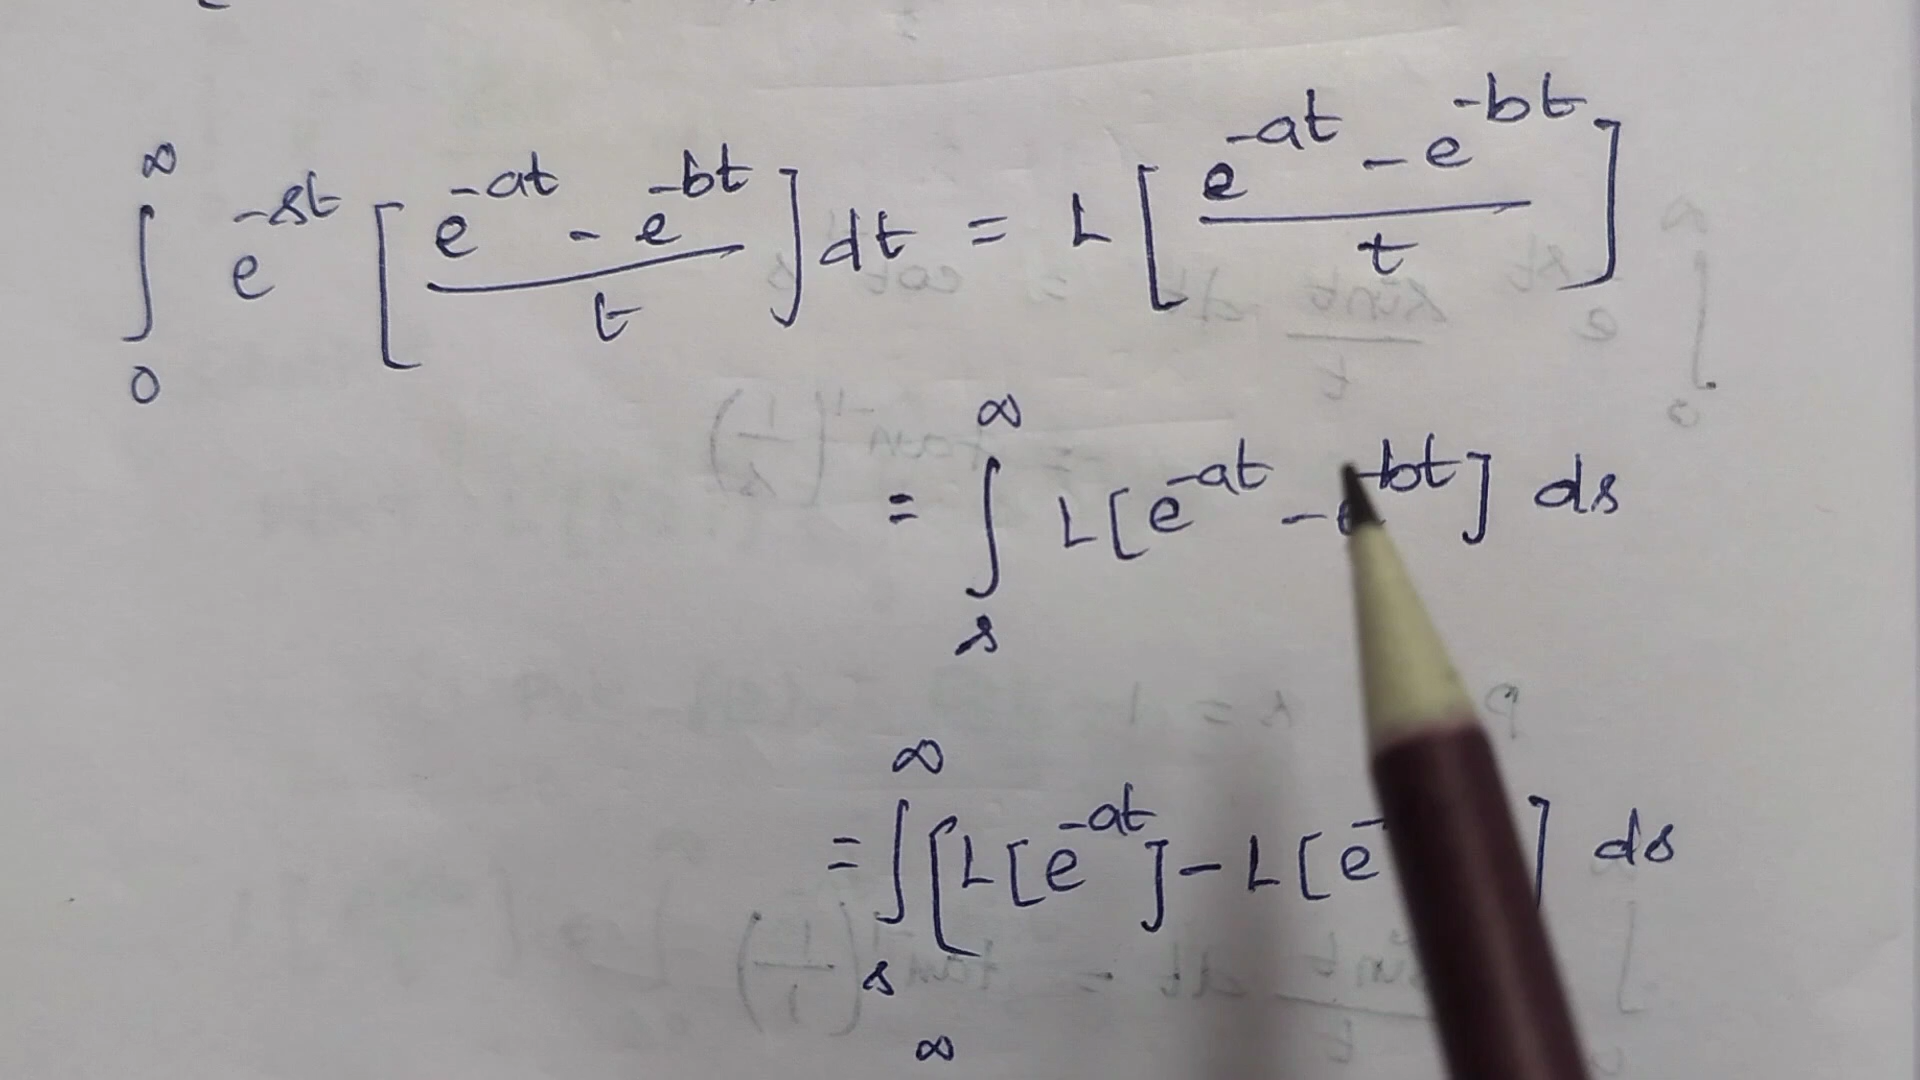 ∫₀^∞ e^{-st} [ (e^{-at} - e^{-bt}) / t ] dt = L [ (e^{-at} - e^{-bt}) / t ]
= ∫ₛ^∞ L[e^{-at} - e^{-bt}] ds
= ∫ₛ^∞ [L[e^{-at}] - L[e^{- ] ds
∞